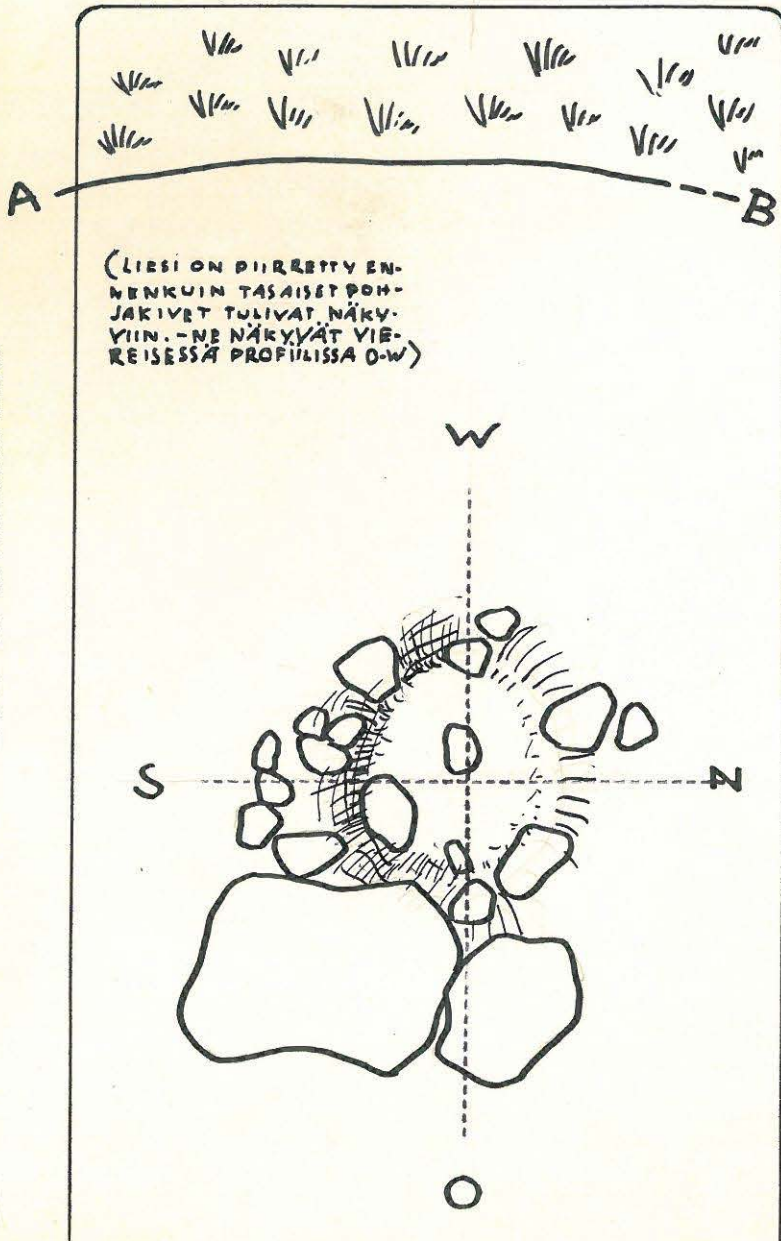 A B
(LIESI ON PIIRRETTY EN-
NENKUIN TASAISET POH-
JAKIVET TULIVAT NÄKY-
VIIN. - NE NÄKYVÄT VIE-
REISESSÄ PROFIILISSA O-W)
W
S N
O